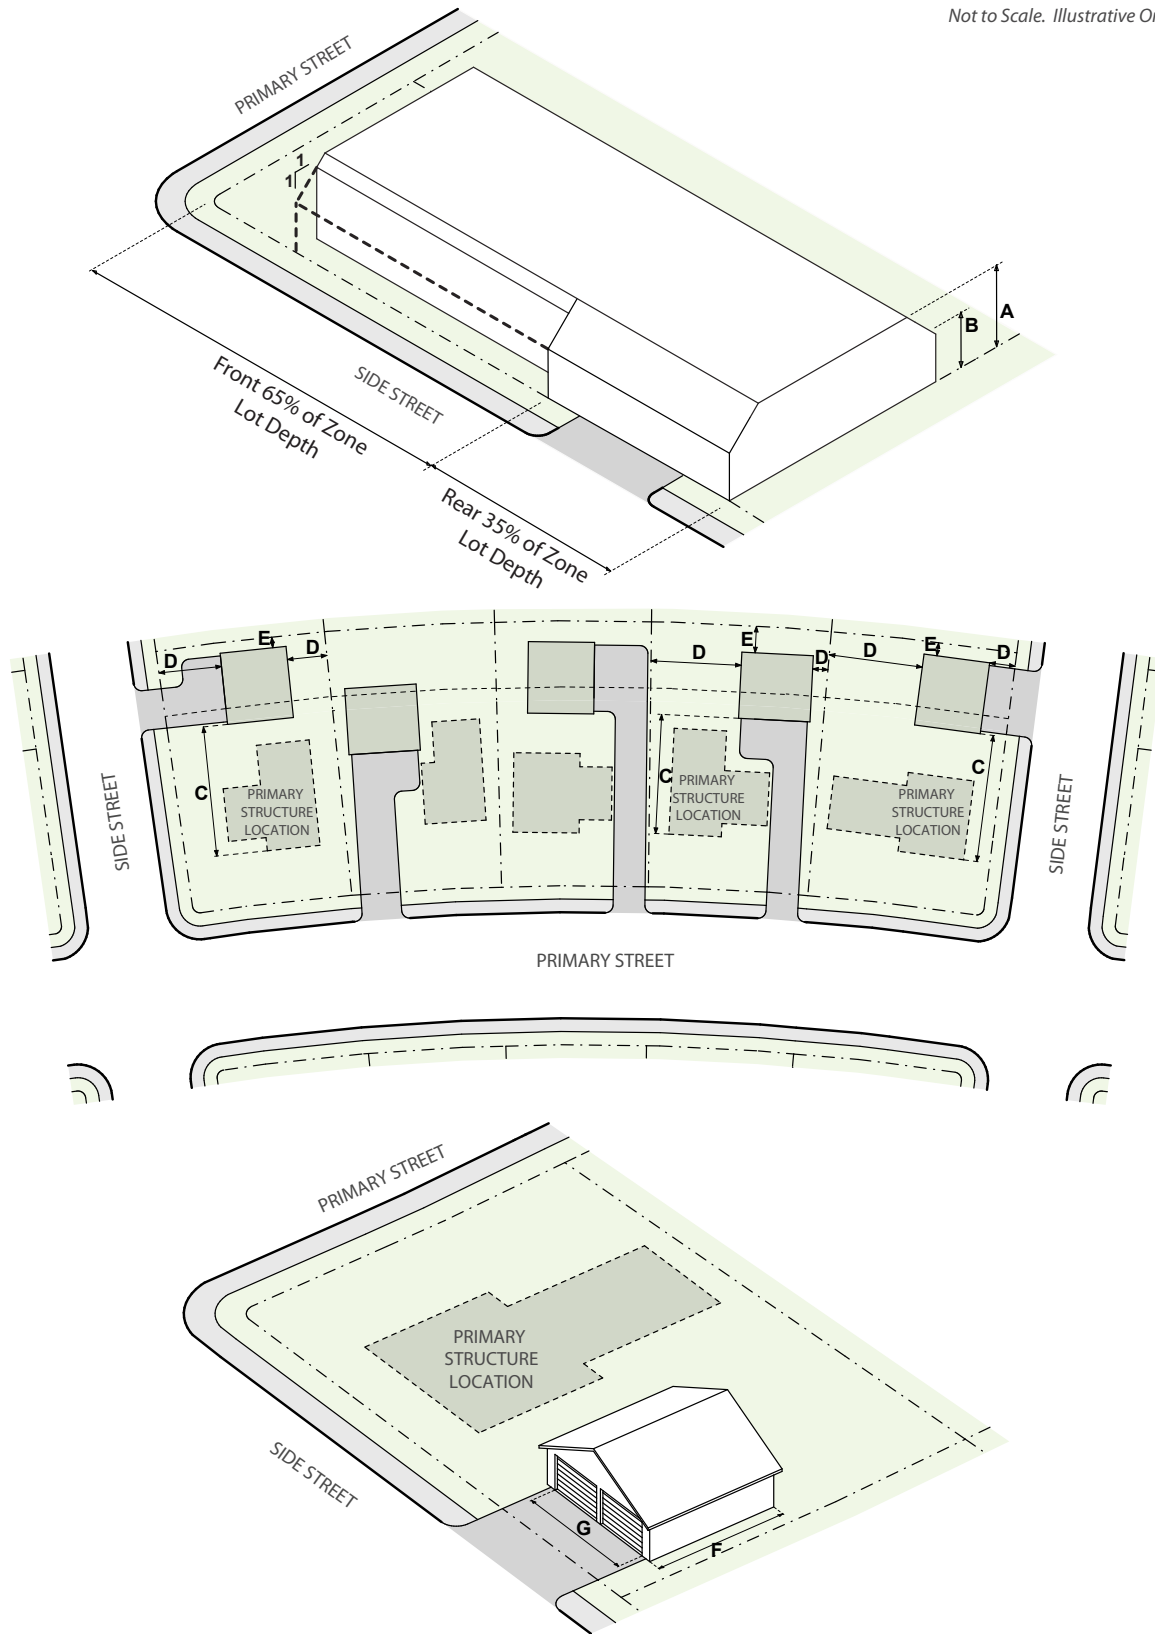 Not to Scale. Illustrative
PRIMARY STREET
1
1
A
B
Front 65% of Zone
Lot Depth
SIDE STREET
Rear 35% of Zone
Lot Depth
E
D
D
E
D
D
D
E
D
C
PRIMARY
STRUCTURE
LOCATION
C
PRIMARY
STRUCTURE
LOCATION
PRIMARY
STRUCTURE
LOCATION
C
SIDE STREET
SIDE STREET
PRIMARY STREET
PRIMARY STREET
PRIMARY
STRUCTURE
LOCATION
SIDE STREET
G
F